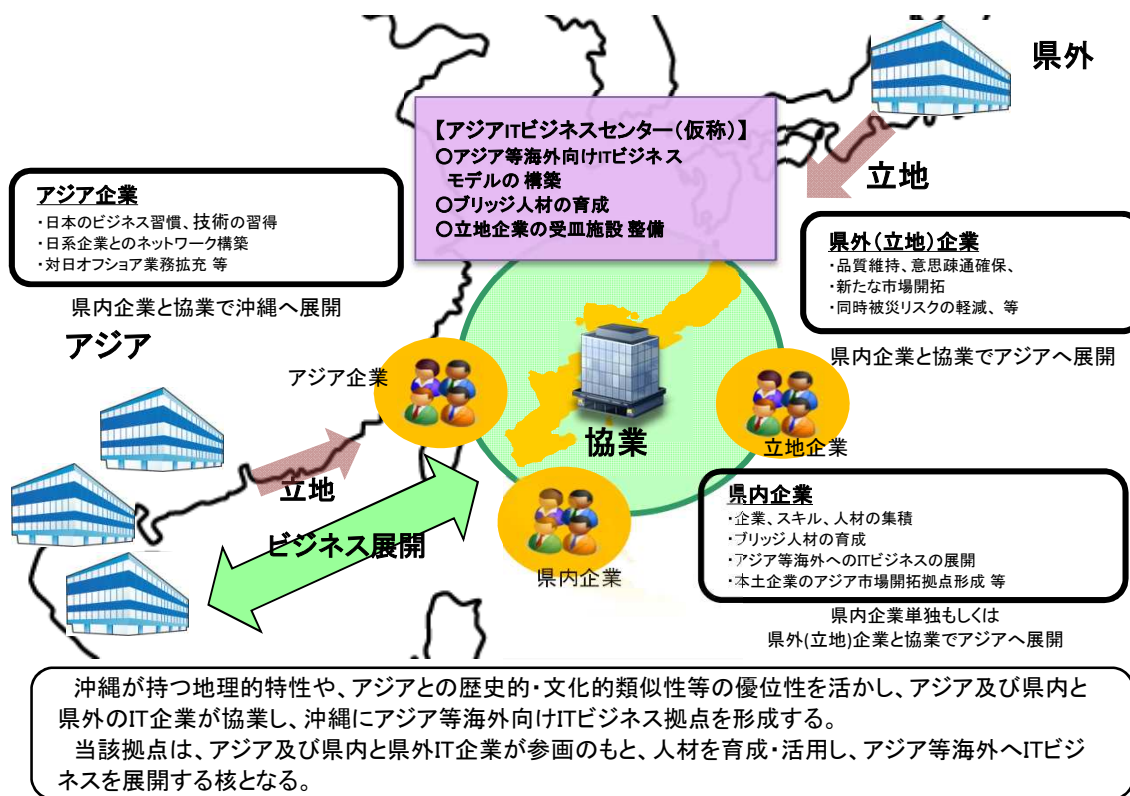 県外
【アジアITビジネスセンター（仮称）】
○アジア等海外向けITビジネス
モデルの 構築
○ブリッジ人材の育成
○立地企業の受皿施設 整備
立地
アジア企業
・日本のビジネス習慣、技術の習得
・日系企業とのネットワーク構築
・対日オフショア業務拡充 等
県内企業と協業で沖縄へ展開
アジア
県外（立地）企業
・品質維持、意思疎通確保、
・新たな市場開拓
・同時被災リスクの軽減、 等
県内企業と協業でアジアへ展開
アジア企業
協業
立地企業
立地
ビジネス展開
県内企業
県内企業
・企業、スキル、人材の集積
・ブリッジ人材の育成
・アジア等海外へのITビジネスの展開
・本土企業のアジア市場開拓拠点形成 等
県内企業単独もしくは
県外(立地)企業と協業でアジアへ展開
沖縄が持つ地理的特性や、アジアとの歴史的・文化的類似性等の優位性を活かし、アジア及び県内と
県外のIT企業が協業し、沖縄にアジア等海外向けITビジネス拠点を形成する。
当該拠点は、アジア及び県内と県外IT企業が参画のもと、人材を育成・活用し、アジア等海外へITビジ
ネスを展開する核となる。